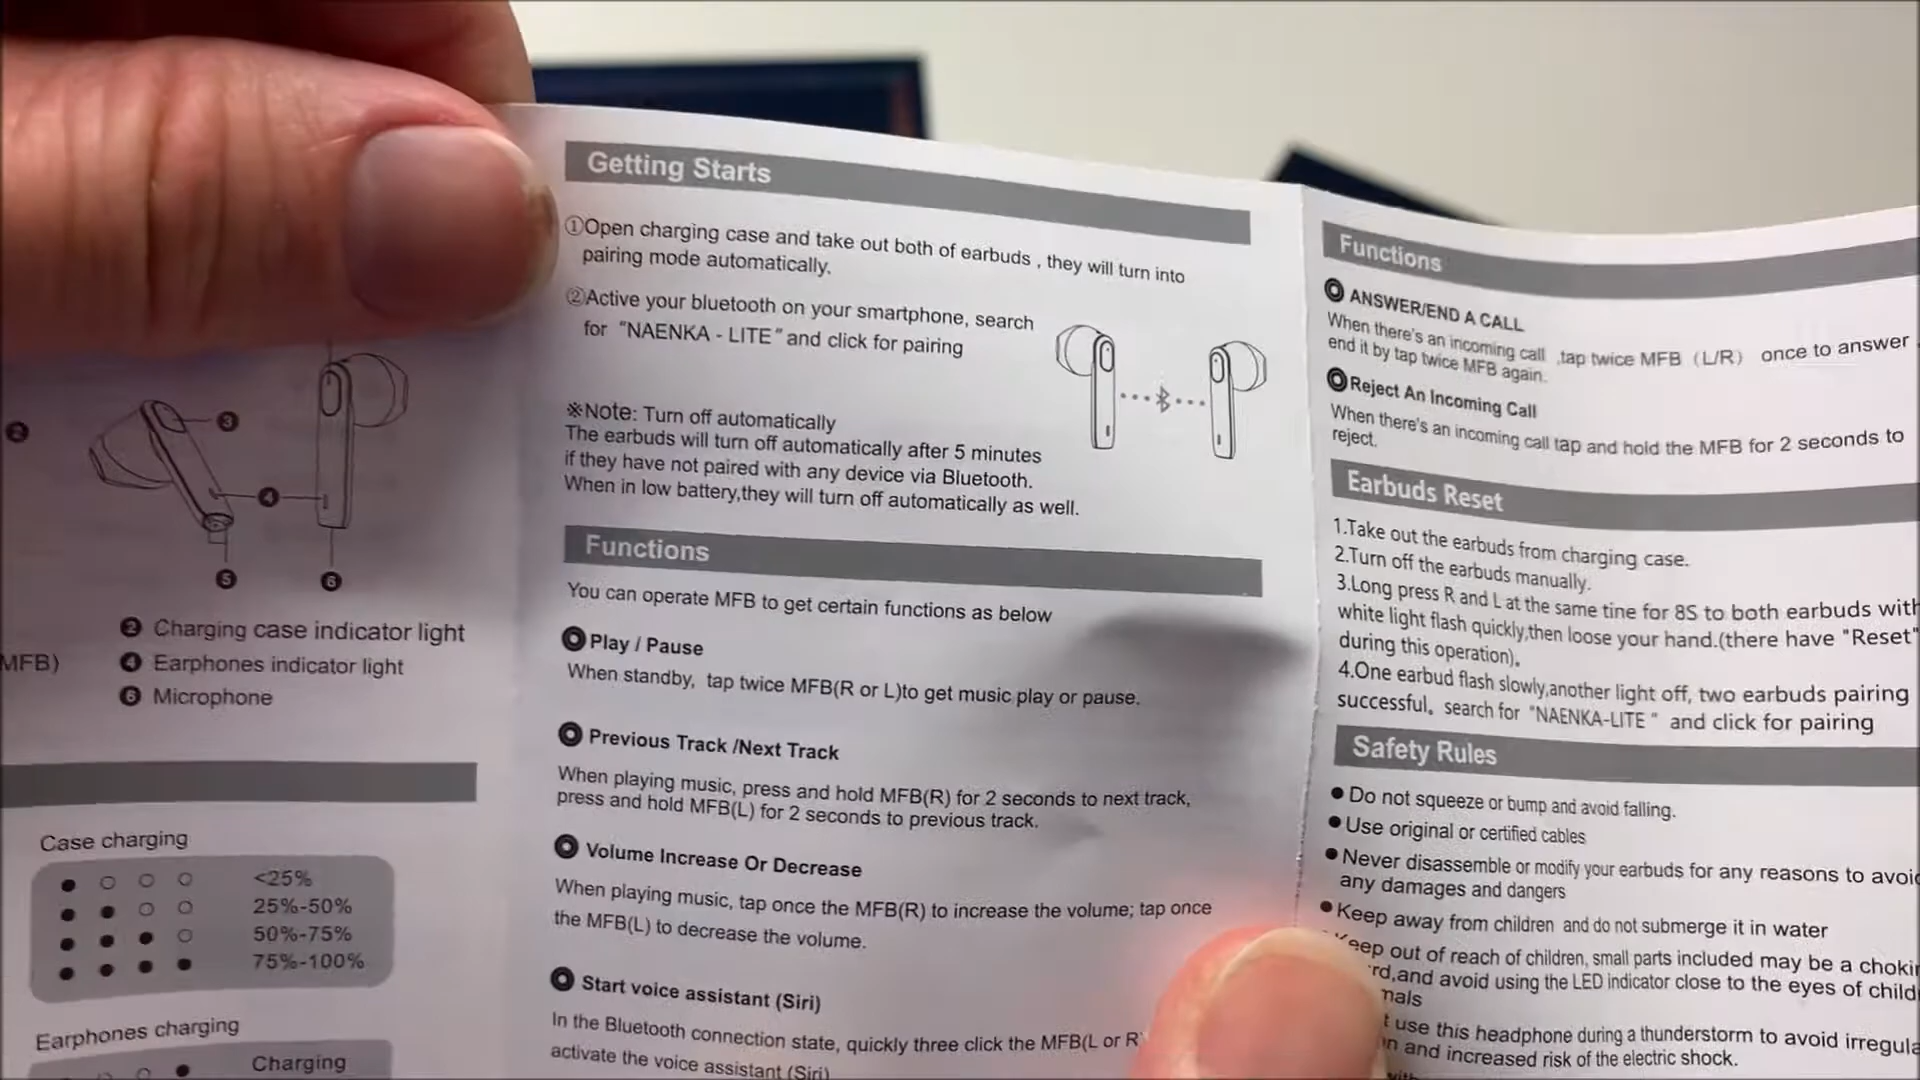 2
3
4
5
6
2 Charging case indicator light
MFB)
4 Earphones indicator light
6 Microphone
Case charging
<25%
25%-50%
50%-75%
75%-100%
Earphones charging
Charging
Getting Starts
①Open charging case and take out both of earbuds , they will turn into
pairing mode automatically.
②Active your bluetooth on your smartphone, search
for “NAENKA - LITE” and click for pairing
※Note: Turn off automatically
The earbuds will turn off automatically after 5 minutes
if they have not paired with any device via Bluetooth.
When in low battery,they will turn off automatically as well.
Functions
You can operate MFB to get certain functions as below
Play / Pause
When standby, tap twice MFB(R or L)to get music play or pause.
Previous Track /Next Track
When playing music, press and hold MFB(R) for 2 seconds to next track,
press and hold MFB(L) for 2 seconds to previous track.
Volume Increase Or Decrease
When playing music, tap once the MFB(R) to increase the volume; tap once
the MFB(L) to decrease the volume.
Start voice assistant (Siri)
In the Bluetooth connection state, quickly three click the MFB(L or R
activate the voice assistant (Siri)
Functions
ANSWER/END A CALL
When there's an incoming call ,tap twice MFB (L/R) once to answer ,
end it by tap twice MFB again.
Reject An Incoming Call
When there's an incoming call tap and hold the MFB for 2 seconds to
reject.
Earbuds Reset
1.Take out the earbuds from charging case.
2.Turn off the earbuds manually.
3.Long press R and L at the same tine for 8S to both earbuds with
white light flash quickly,then loose your hand.(there have "Reset"
during this operation)。
4.One earbud flash slowly,another light off, two earbuds pairing
successful。search for “NAENKA-LITE ” and click for pairing
Safety Rules
Do not squeeze or bump and avoid falling.
Use original or certified cables
Never disassemble or modify your earbuds for any reasons to avoid
any damages and dangers
Keep away from children and do not submerge it in water
Keep out of reach of children, small parts included may be a
rd,and avoid using the LED indicator close to the eyes of
mals
t use this headphone during a thunderstorm to avoid
n and increased risk of the electric shock.